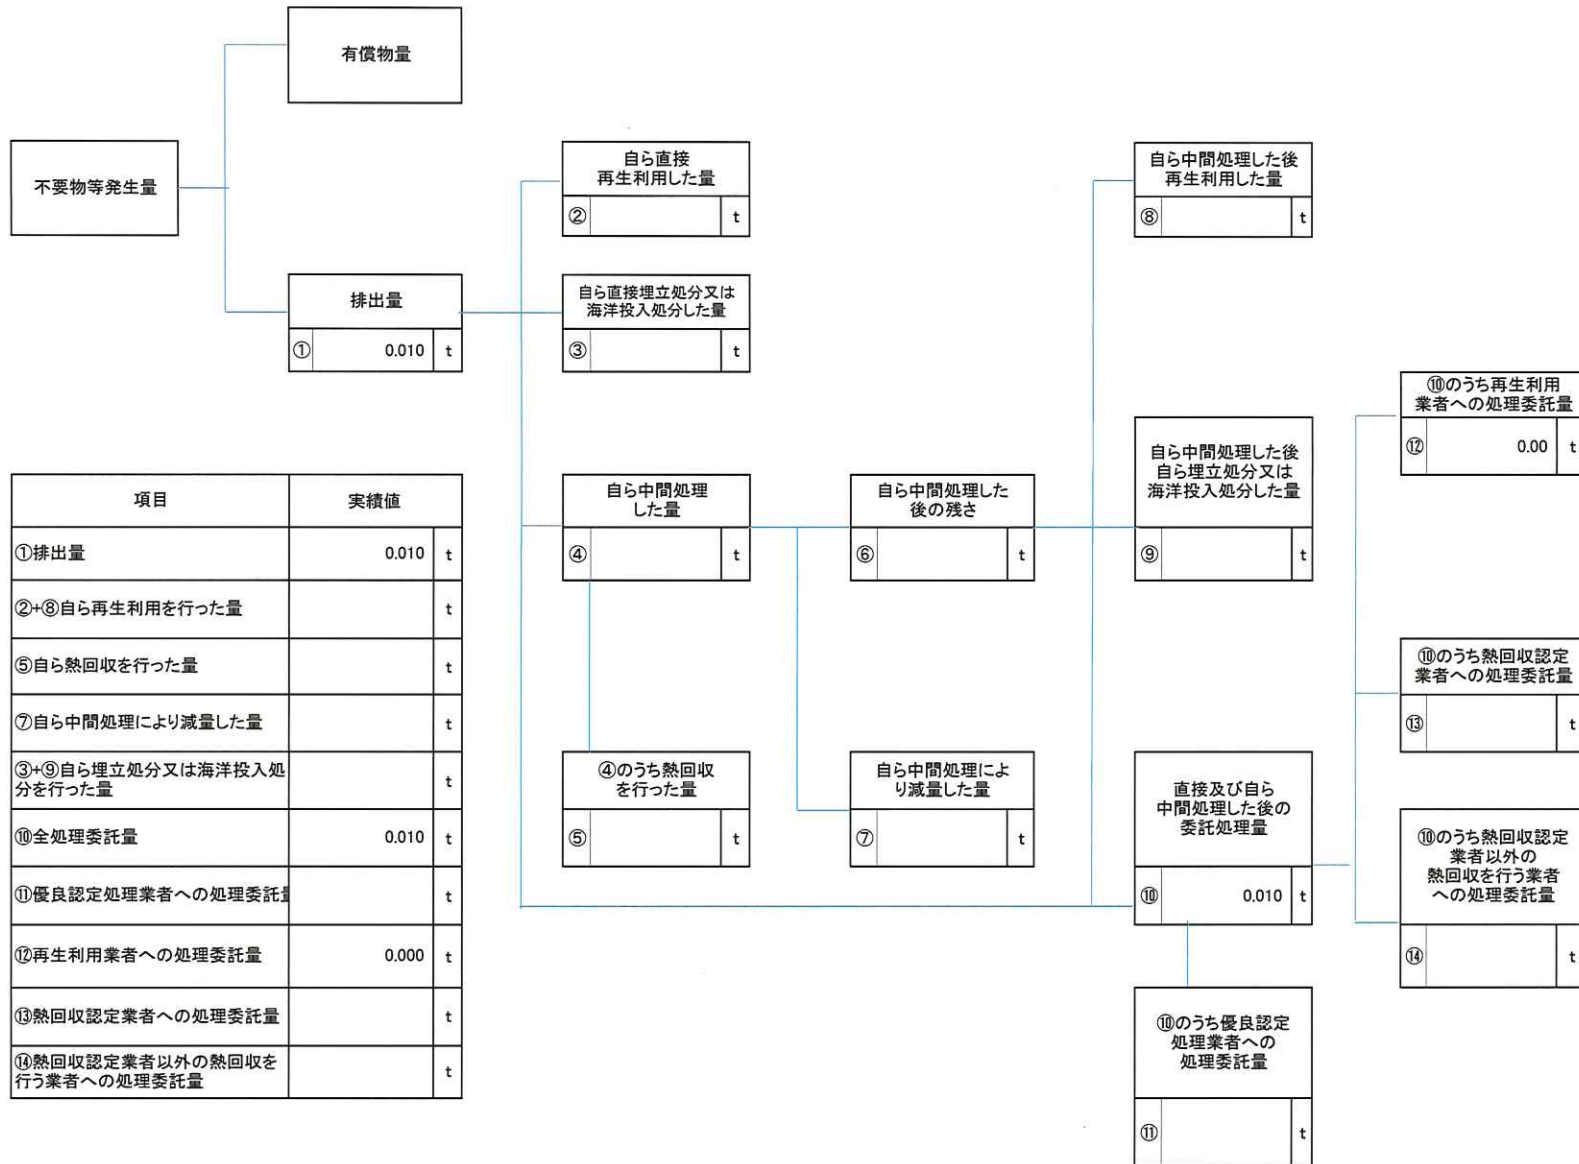 有償物量
不要物等発生量
排出量
① 0.010 t
自ら直接
再生利用した量
② t
自ら直接埋立処分又は
海洋投入処分した量
③ t
自ら中間処理した後
再生利用した量
⑧ t
自ら中間処理
した量
④ t
自ら中間処理した
後の残さ
⑥ t
自ら中間処理した後
自ら埋立処分又は
海洋投入処分した量
⑨ t
⑩のうち再生利用
業者への処理委託量
⑫ 0.00 t
⑩のうち熱回収認定
業者への処理委託量
⑬ t
④のうち熱回収
を行った量
⑤ t
自ら中間処理によ
り減量した量
⑦ t
直接及び自ら
中間処理した後の
委託処理量
⑩ 0.010 t
⑩のうち熱回収認定
業者以外の
熱回収を行う業者
への処理委託量
⑭ t
⑩のうち優良認定
処理業者への
処理委託量
⑪ t
項目 実績値
①排出量 0.010 t
②+⑧自ら再生利用を行った量 t
⑤自ら熱回収を行った量 t
⑦自ら中間処理により減量した量 t
③+⑨自ら埋立処分又は海洋投入処
分を行った量 t
⑩全処理委託量 0.010 t
⑪優良認定処理業者への処理委託量 t
⑫再生利用業者への処理委託量 0.000 t
⑬熱回収認定業者への処理委託量 t
⑭熱回収認定業者以外の熱回収を
行う業者への処理委託量 t